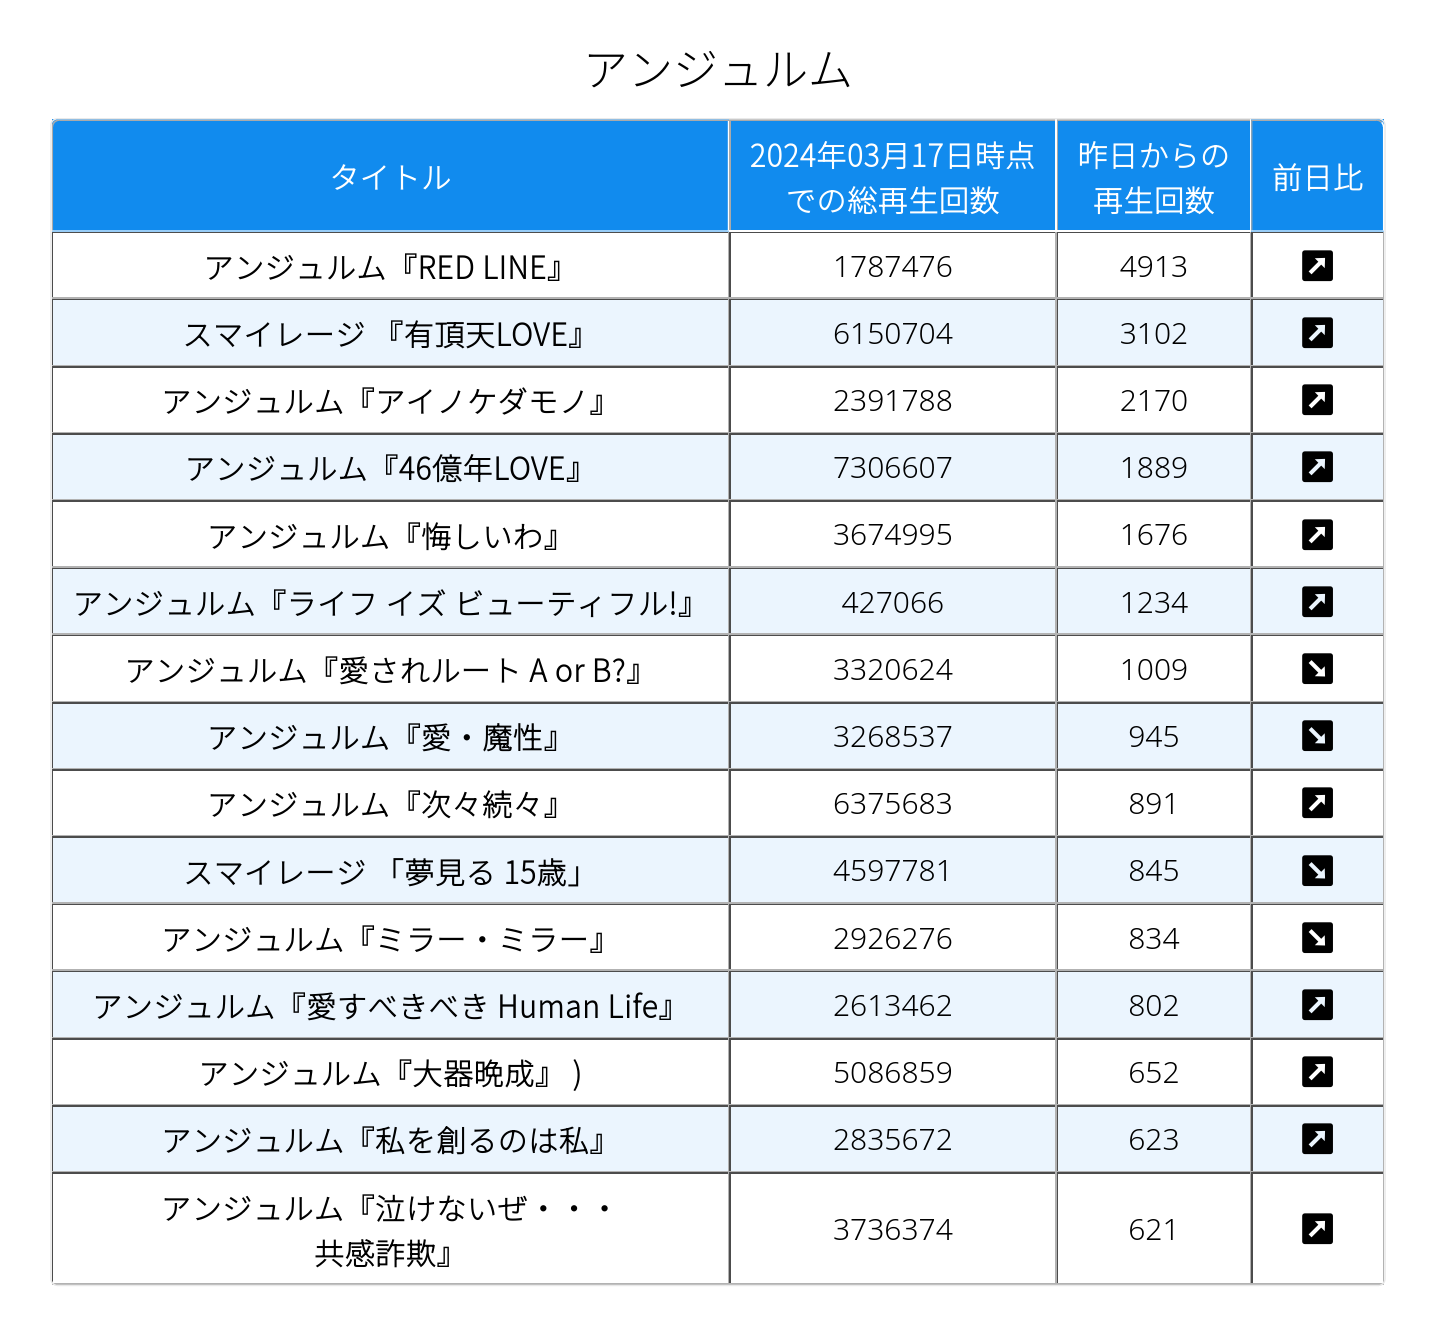 アンジュルム
タイトル
2024年03月17日時点
での総再生回数
昨日からの
再生回数
前日比
アンジュルム『RED LINE』 1787476 4913
スマイレージ 『有頂天LOVE』 6150704 3102
アンジュルム『アイノケダモノ』 2391788 2170
アンジュルム『46億年LOVE』 7306607 1889
アンジュルム『悔しいわ』 3674995 1676
アンジュルム『ライフ イズ ビューティフル!』 427066 1234
アンジュルム『愛されルート A or B?』 3320624 1009
アンジュルム『愛・魔性』 3268537 945
アンジュルム『次々続々』 6375683 891
スマイレージ 「夢見る 15歳」 4597781 845
アンジュルム『ミラー・ミラー』 2926276 834
アンジュルム『愛すべきべき Human Life』 2613462 802
アンジュルム『大器晩成』 ) 5086859 652
アンジュルム『私を創るのは私』 2835672 623
アンジュルム『泣けないぜ・・・
共感詐欺』 3736374 621